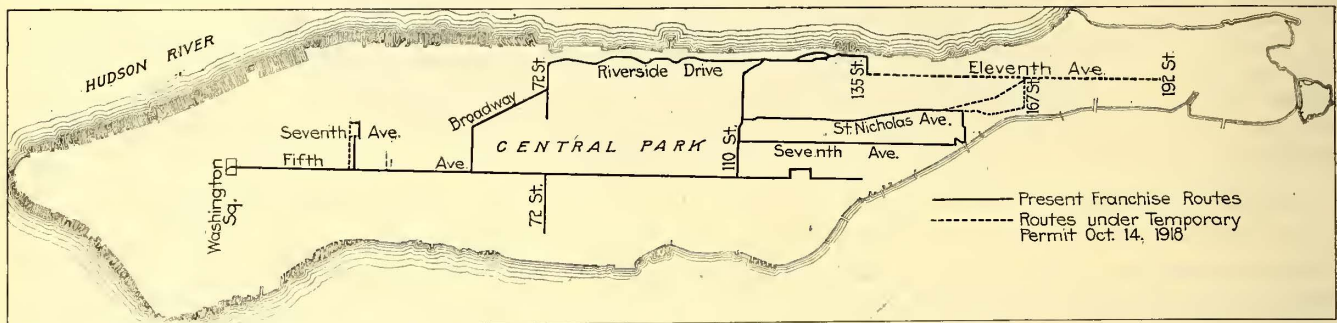 HUDSON RIVER
72 St.
Riverside Drive
135 St.
Eleventh Ave.
192 St.
167 St.
Broadway
Seventh Ave.
St. Nicholas Ave.
CENTRAL PARK
110 St.
Seventh Ave.
Fifth Ave.
Washington
Sq.
72 St.
Present Franchise Routes
Routes under Temporary
Permit Oct. 14, 1918